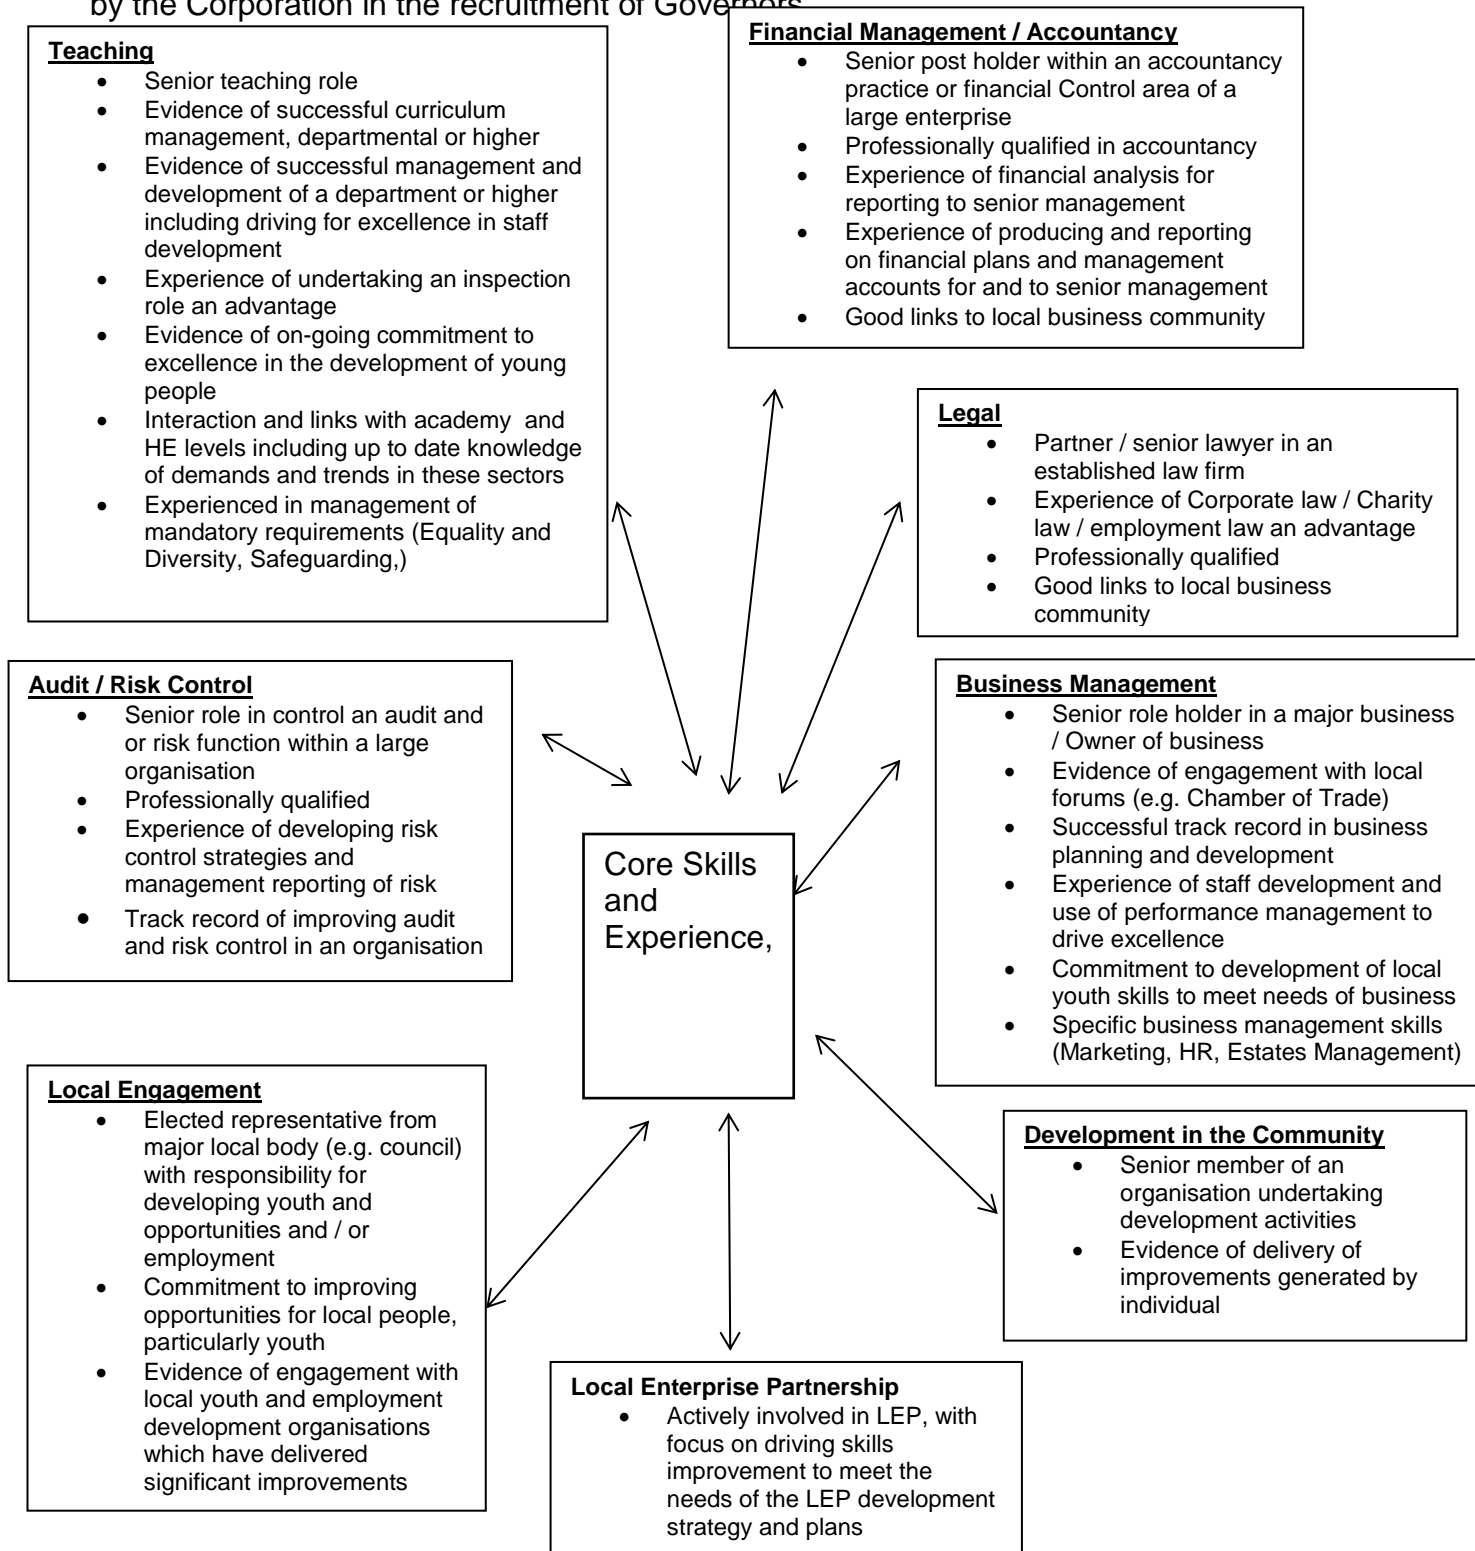 by the Corporation in the recruitment of Governors
Teaching
• Senior teaching role
• Evidence of successful curriculum
management, departmental or higher
• Evidence of successful management and
development of a department or higher
including driving for excellence in staff
development
• Experience of undertaking an inspection
role an advantage
• Evidence of on-going commitment to
excellence in the development of young
people
• Interaction and links with academy and
HE levels including up to date knowledge
of demands and trends in these sectors
• Experienced in management of
mandatory requirements (Equality and
Diversity, Safeguarding,)
Financial Management / Accountancy
• Senior post holder within an accountancy
practice or financial Control area of a
large enterprise
• Professionally qualified in accountancy
• Experience of financial analysis for
reporting to senior management
• Experience of producing and reporting
on financial plans and management
accounts for and to senior management
• Good links to local business community
Legal
• Partner / senior lawyer in an
established law firm
• Experience of Corporate law / Charity
law / employment law an advantage
• Professionally qualified
• Good links to local business
community
Audit / Risk Control
• Senior role in control an audit and
or risk function within a large
organisation
• Professionally qualified
• Experience of developing risk
control strategies and
management reporting of risk
• Track record of improving audit
and risk control in an organisation
Business Management
• Senior role holder in a major business
/ Owner of business
• Evidence of engagement with local
forums (e.g. Chamber of Trade)
• Successful track record in business
planning and development
• Experience of staff development and
use of performance management to
drive excellence
• Commitment to development of local
youth skills to meet needs of business
• Specific business management skills
(Marketing, HR, Estates Management)
Core Skills
and
Experience,
Local Engagement
• Elected representative from
major local body (e.g. council)
with responsibility for
developing youth and
opportunities and / or
employment
• Commitment to improving
opportunities for local people,
particularly youth
• Evidence of engagement with
local youth and employment
development organisations
which have delivered
significant improvements
Development in the Community
• Senior member of an
organisation undertaking
development activities
• Evidence of delivery of
improvements generated by
individual
Local Enterprise Partnership
• Actively involved in LEP, with
focus on driving skills
improvement to meet the
needs of the LEP development
strategy and plans